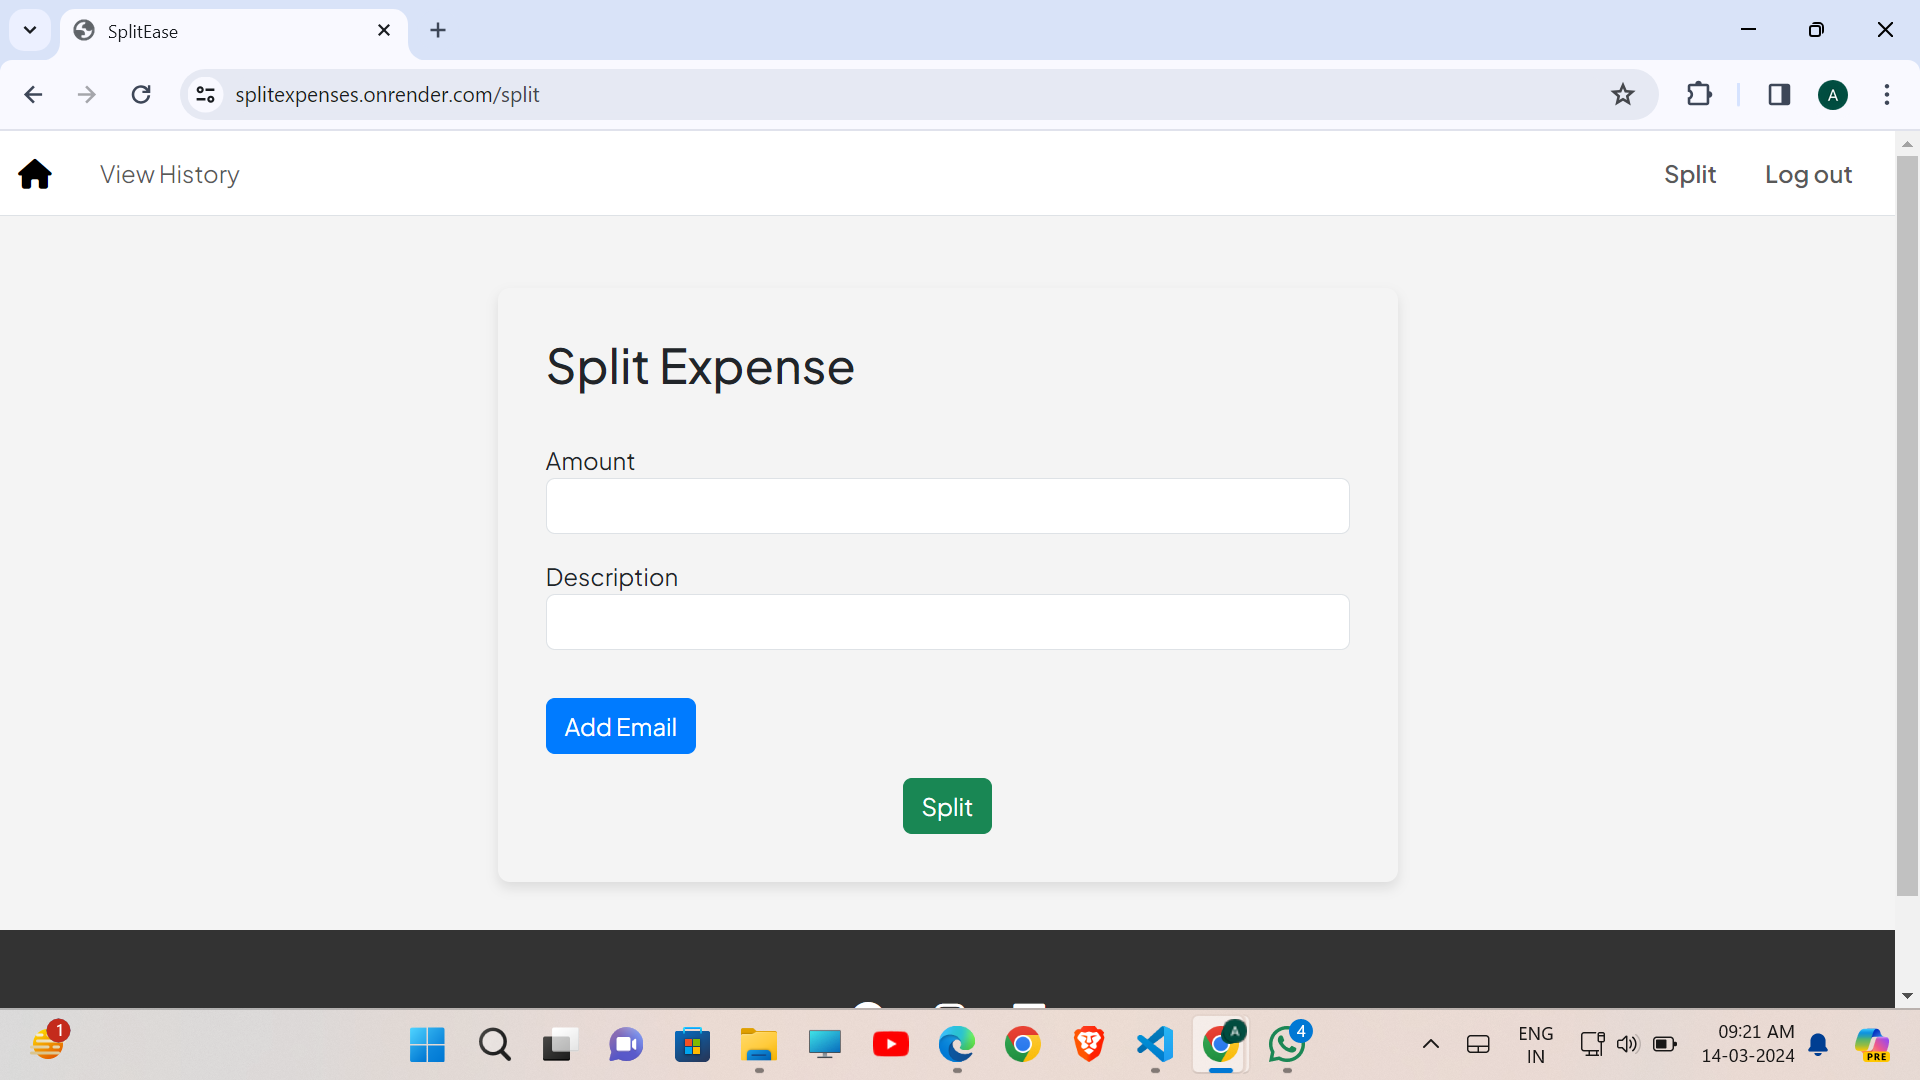 SplitEase
splitexpenses.onrender.com/split
A
View History
Split
Log out
Split Expense
Amount
Description
Add Email
Split
1
A
4
ENG
IN
09:21 AM
14-03-2024
PRE